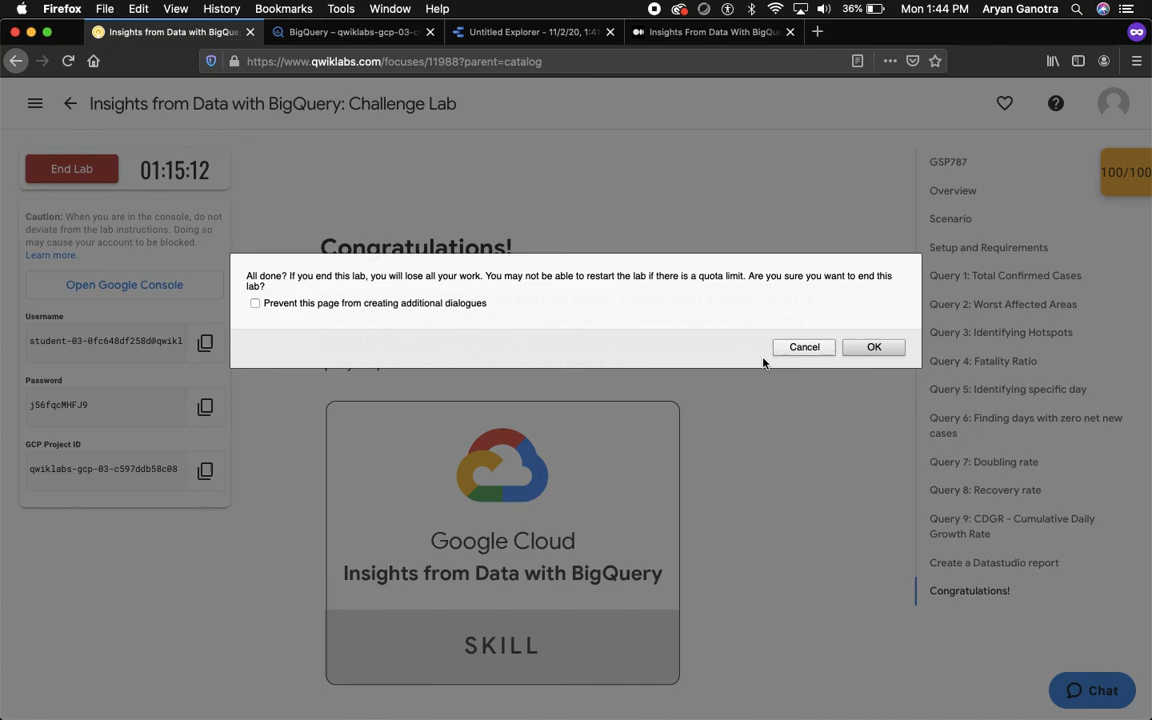 Firefox File Edit View History Bookmarks Tools Window Help 36% Mon 1:44 PM Aryan Ganotra
Insights from Data with BigQue
BigQuery – qwiklabs-gcp-03-c
Untitled Explorer - 11/2/20, 1:41
Insights From Data With BigQu
https://www.qwiklabs.com/focuses/11988?parent=catalog
Insights from Data with BigQuery: Challenge Lab
End Lab
01:15:12
Caution: When you are in the console, do not
deviate from the lab instructions. Doing so
may cause your account to be blocked.
Learn more.
Open Google Console
Username
student-03-0fc648df258d@qwikl
Password
j56fqcMHFJ9
GCP Project ID
qwiklabs-gcp-03-c597ddb58c08
Congratulations!
All done? If you end this lab, you will lose all your work. You may not be able to restart the lab if there is a quota limit. Are you sure you want to end this
lab?
Prevent this page from creating additional dialogues
Cancel
OK
Google Cloud
Insights from Data with BigQuery
SKILL
GSP787
100/100
Overview
Scenario
Setup and Requirements
Query 1: Total Confirmed Cases
Query 2: Worst Affected Areas
Query 3: Identifying Hotspots
Query 4: Fatality Ratio
Query 5: Identifying specific day
Query 6: Finding days with zero net new
cases
Query 7: Doubling rate
Query 8: Recovery rate
Query 9: CDGR - Cumulative Daily
Growth Rate
Create a Datastudio report
Congratulations!
Chat